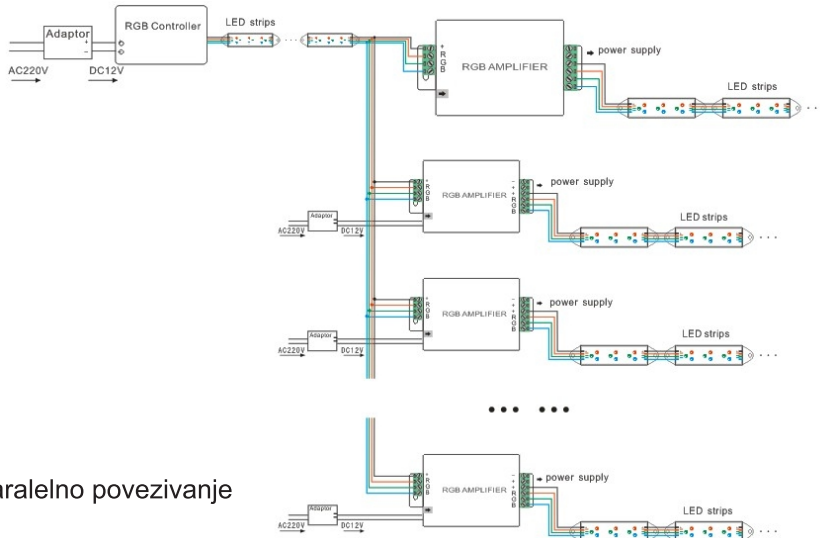 RGB Controller
LED strips
Adaptor
+
−
AC220V
DC12V
+
R
G
B
RGB AMPLIFIER
power supply
LED strips
+
R
G
B
RGB AMPLIFIER
−
+
+
R
G
B
power supply
Adaptor
AC220V
DC12V
LED strips
+
R
G
B
RGB AMPLIFIER
−
+
+
R
G
B
power supply
Adaptor
AC220V
DC12V
LED strips
aralelno povezivanje
+
R
G
B
RGB AMPLIFIER
−
+
+
R
G
B
power supply
Adaptor
AC220V
DC12V
LED strips